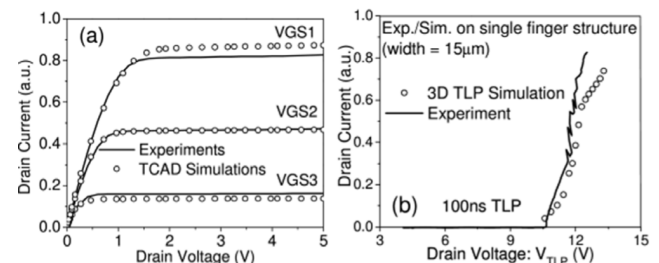 (a)
VGS1
VGS2
Experiments
TCAD Simulations
VGS3
Drain Current (a.u.)
1.0
0.8
0.6
0.4
0.2
0.0
0 1 2 3 4 5
Drain Voltage (V)
Exp./Sim. on single finger structure
(width = 15μm)
3D TLP Simulation
Experiment
(b) 100ns TLP
Drain Current (a.u.)
1.0
0.8
0.6
0.4
0.2
0.0
3 6 9 12 15
Drain Voltage: V_TLP (V)